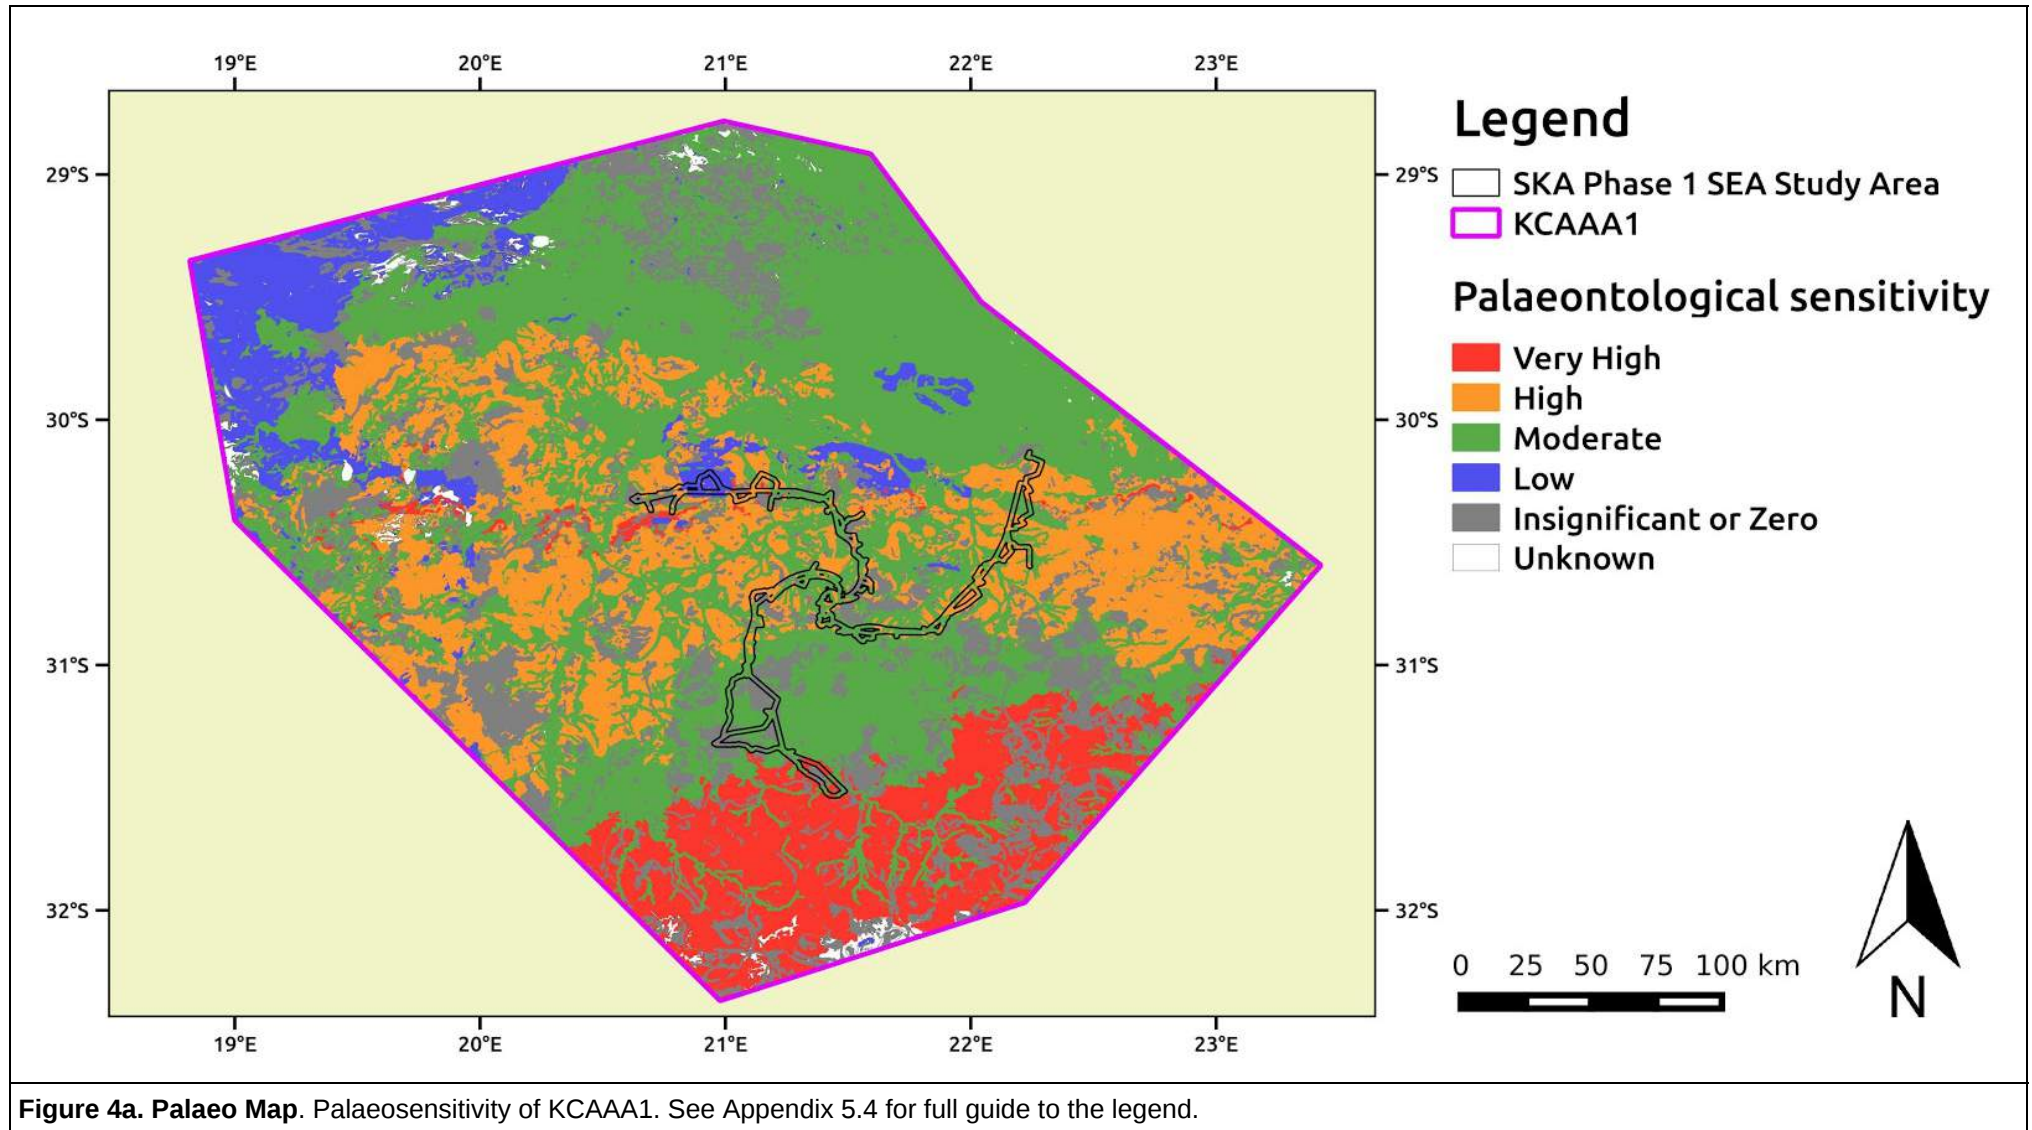 19°E 20°E 21°E 22°E 23°E
29°S 29°S
30°S 30°S
31°S 31°S
32°S 32°S
19°E 20°E 21°E 22°E 23°E
Legend
SKA Phase 1 SEA Study Area
KCAAA1
Palaeontological sensitivity
Very High
High
Moderate
Low
Insignificant or Zero
Unknown
0 25 50 75 100 km
N
Figure 4a. Palaeo Map. Palaeosensitivity of KCAAA1. See Appendix 5.4 for full guide to the legend.